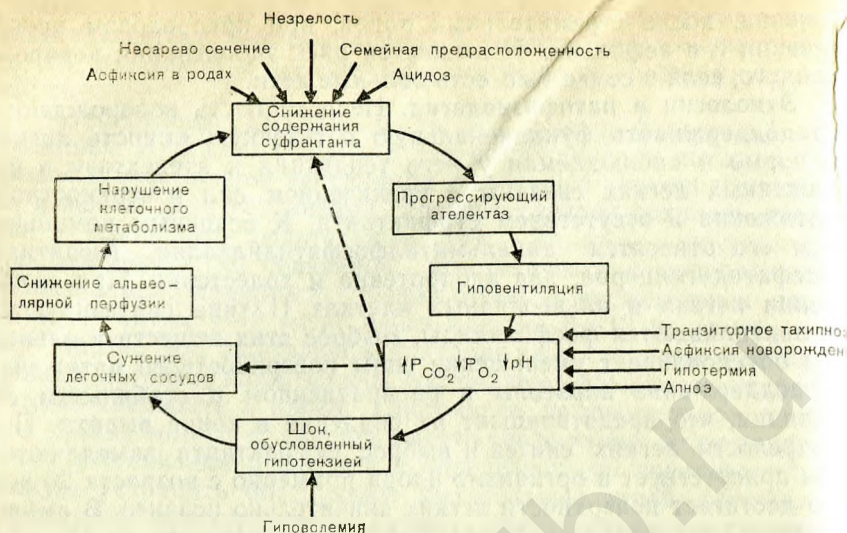 Незрелость
Несарево сечение
Семейная предрасположенность
Асфиксия в родах
Ацидоз
Снижение
содержания
суфрактанта
Нарушение
клеточного
метаболизма
Прогрессирующий
ателектаз
Снижение альвео-
лярной перфузии
Гиповентиляция
Сужение
легочных сосудов
↑PCO2 ↓PO2 ↓pH
Транзиторное тахипноэ
Асфиксия новорожден
Гипотермия
Апноэ
Шок,
обусловленный
гипотензией
Гиповолемия